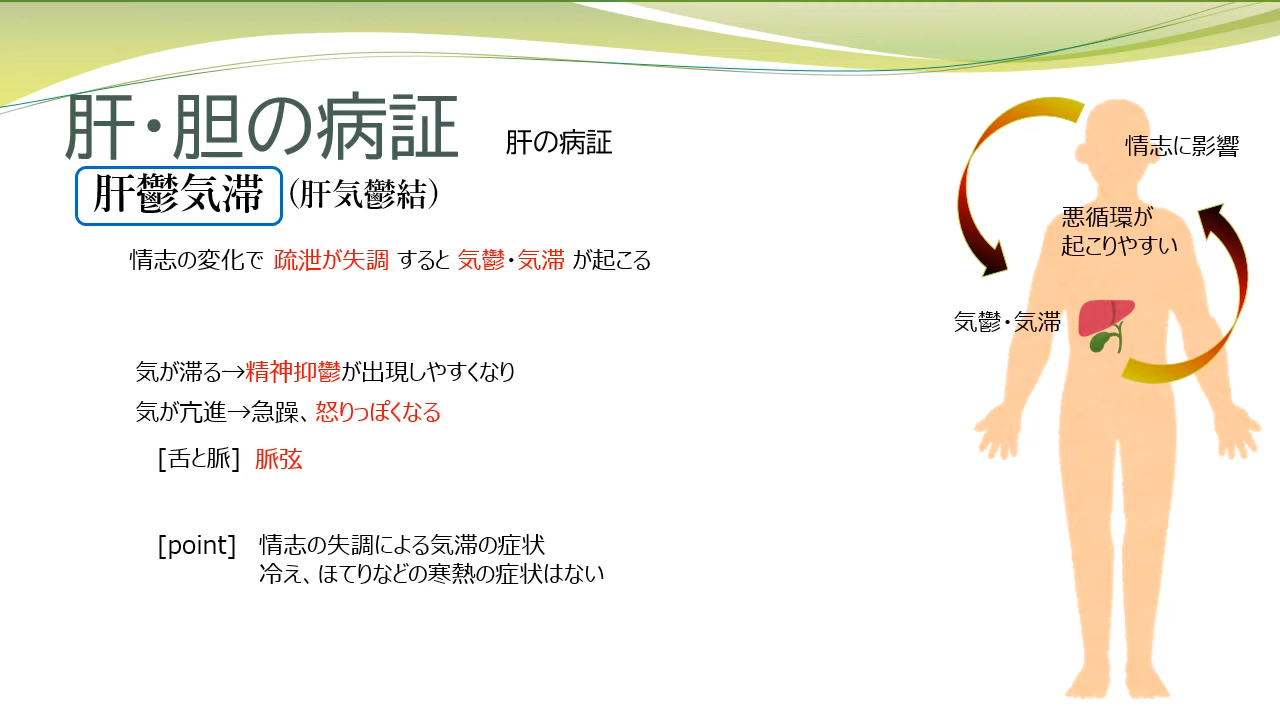 肝・胆の病証
肝の病証
肝鬱気滞 (肝気鬱結)
情志の変化で 疏泄が失調 すると 気鬱・気滞 が起こる
気が滞る→精神抑鬱が出現しやすくなり
気が亢進→急躁、怒りっぽくなる
[舌と脈] 脈弦
[point] 情志の失調による気滞の症状
冷え、ほてりなどの寒熱の症状はない
情志に影響
悪循環が
起こりやすい
気鬱・気滞